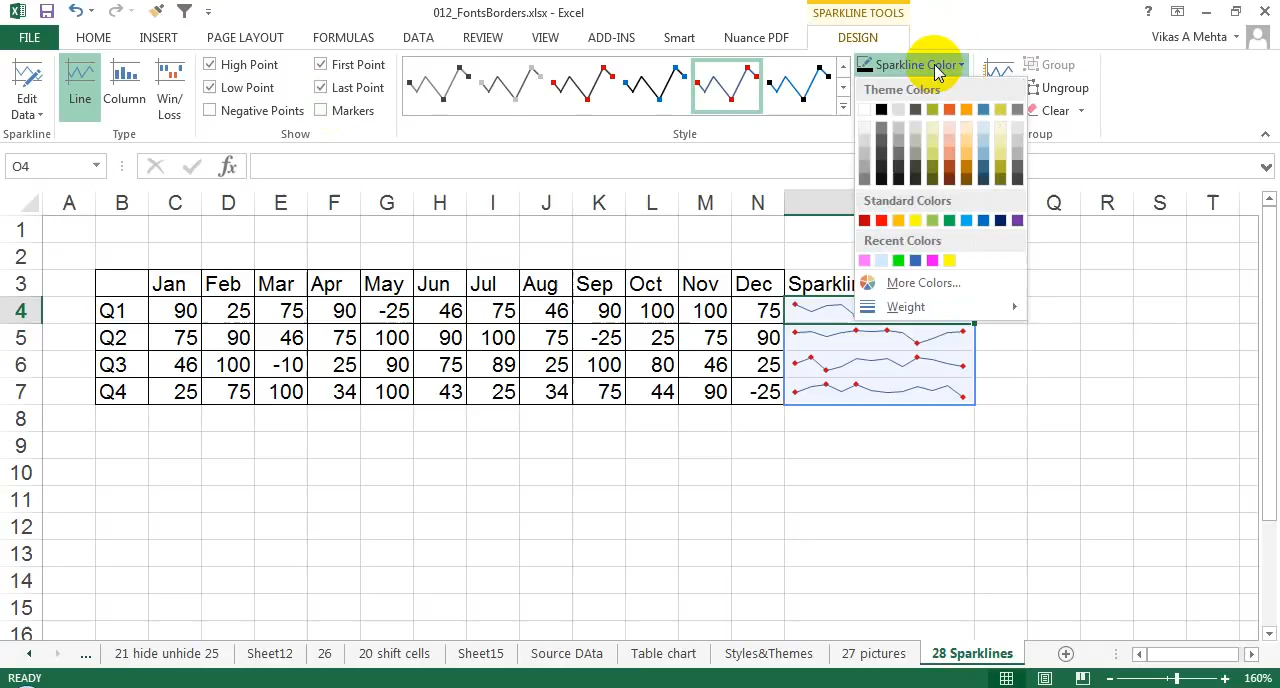 012_FontsBorders.xlsx - Excel
SPARKLINE TOOLS
FILE HOME INSERT PAGE LAYOUT FORMULAS DATA REVIEW VIEW ADD-INS Smart Nuance PDF DESIGN Vikas A Mehta
Edit Data
Line Column Win/Loss
High Point First Point
Low Point Last Point
Negative Points Markers
Sparkline Color
Group
Ungroup
Clear
Sparkline Type Show Style
Theme Colors
Standard Colors
Recent Colors
More Colors...
Weight
O4 fx
A B C D E F G H I J K L M N Q R S T
1
2
3 Jan Feb Mar Apr May Jun Jul Aug Sep Oct Nov Dec
4 Q1 90 25 75 90 -25 46 75 46 90 100 100 75
5 Q2 75 90 46 75 100 90 100 75 -25 25 75 90
6 Q3 46 100 -10 25 90 75 89 25 100 80 46 25
7 Q4 25 75 100 34 100 43 25 34 75 44 90 -25
8
9
10
11
12
13
14
15
16
... 21 hide unhide 25 Sheet12 26 20 shift cells Sheet15 Source DAta Table chart Styles&Themes 27 pictures 28 Sparklines
READY 160%